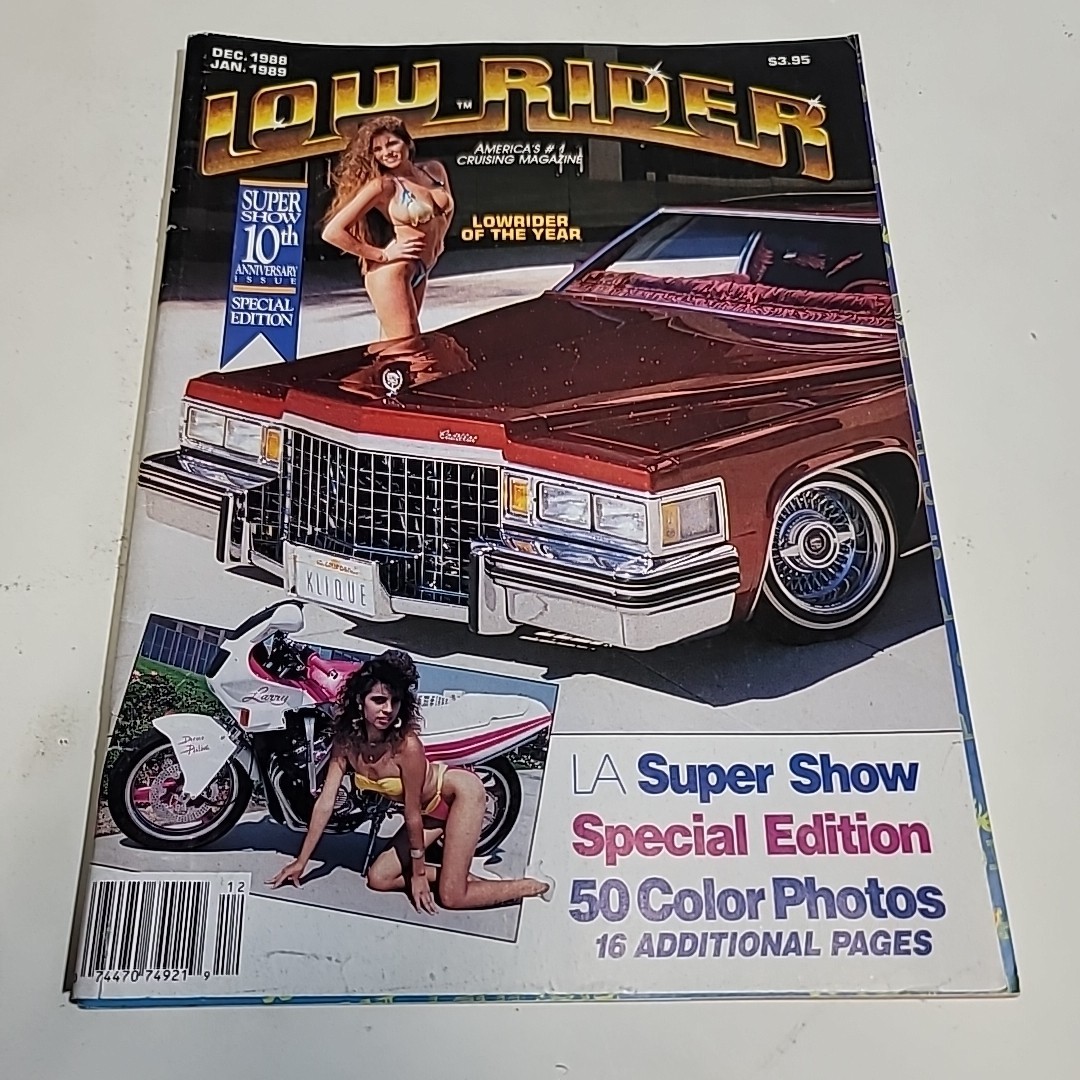 DEC. 1988
JAN. 1989
$3.95
LOW RIDER
TM
AMERICA'S #1
CRUISING MAGAZINE
SUPER
SHOW
10th
ANNIVERSARY
ISSUE
SPECIAL
EDITION
LOWRIDER
OF THE YEAR
Cadillac
KLIQUE
Larry
LA Super Show
Special Edition
50 Color Photos
16 ADDITIONAL PAGES
12
74470 74921 9